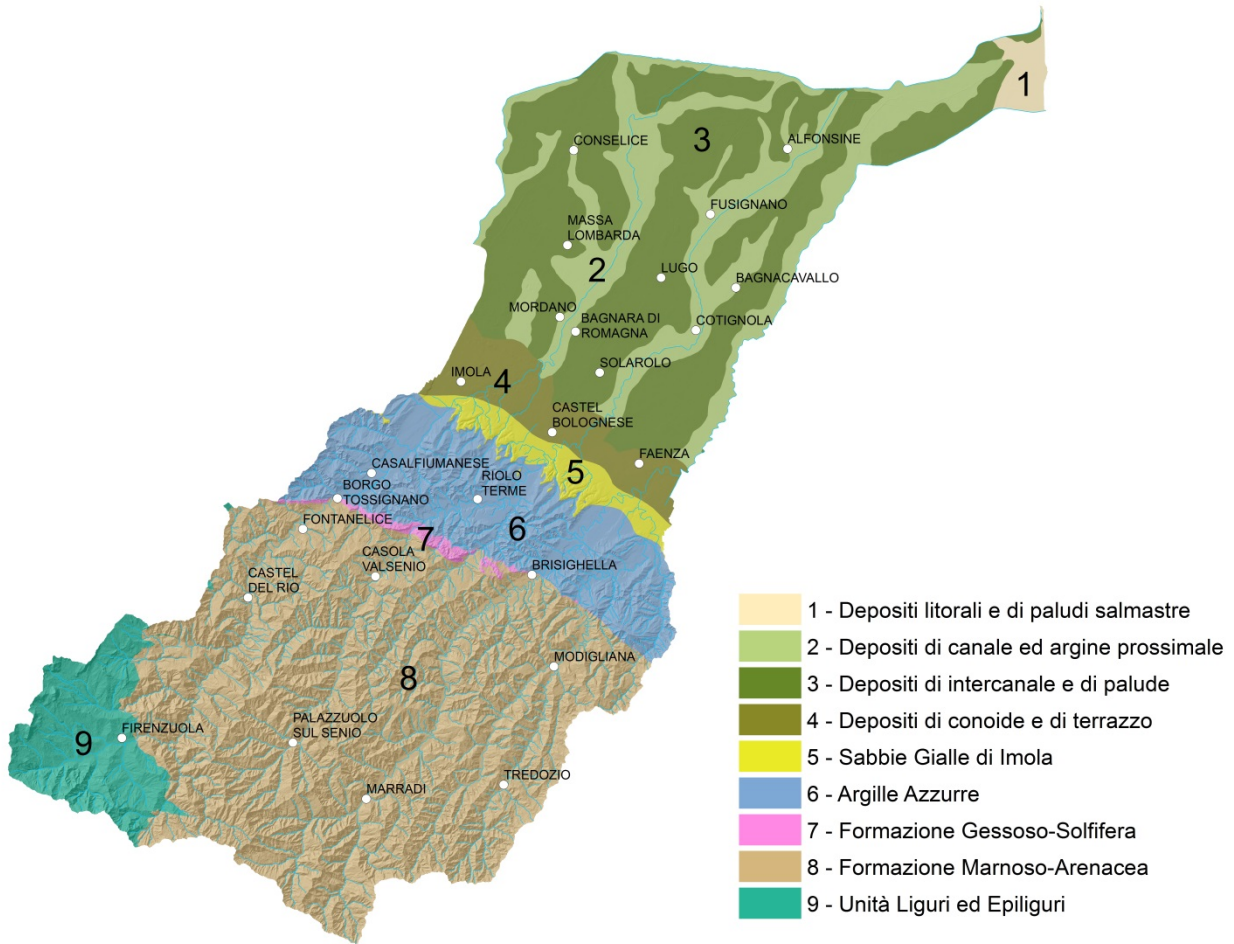 1
3
CONSELICE
ALFONSINE
FUSIGNANO
MASSA
LOMBARDA
2
LUGO
BAGNACAVALLO
MORDANO
BAGNARA DI
ROMAGNA
COTIGNOLA
SOLAROLO
IMOLA
4
CASTEL
BOLOGNESE
FAENZA
5
CASALFIUMANESE
RIOLO
TERME
BORGO
TOSSIGNANO
6
FONTANELICE
7
CASOLA
VALSENIO
BRISIGHELLA
CASTEL
DEL RIO
MODIGLIANA
8
FIRENZUOLA
9
PALAZZUOLO
SUL SENIO
TREDOZIO
MARRADI
1 - Depositi litorali e di paludi salmastre
2 - Depositi di canale ed argine prossimale
3 - Depositi di intercanale e di palude
4 - Depositi di conoide e di terrazzo
5 - Sabbie Gialle di Imola
6 - Argille Azzurre
7 - Formazione Gessoso-Solfifera
8 - Formazione Marnoso-Arenacea
9 - Unità Liguri ed Epiliguri